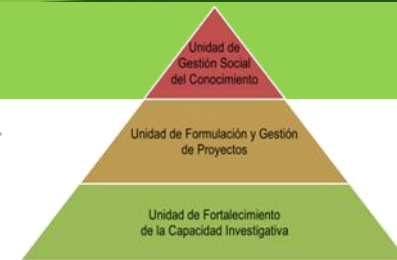 Unidad de
Gestión Social
del Conocimiento
Unidad de Formulación y Gestión
de Proyectos
Unidad de Fortalecimiento
de la Capacidad Investigativa